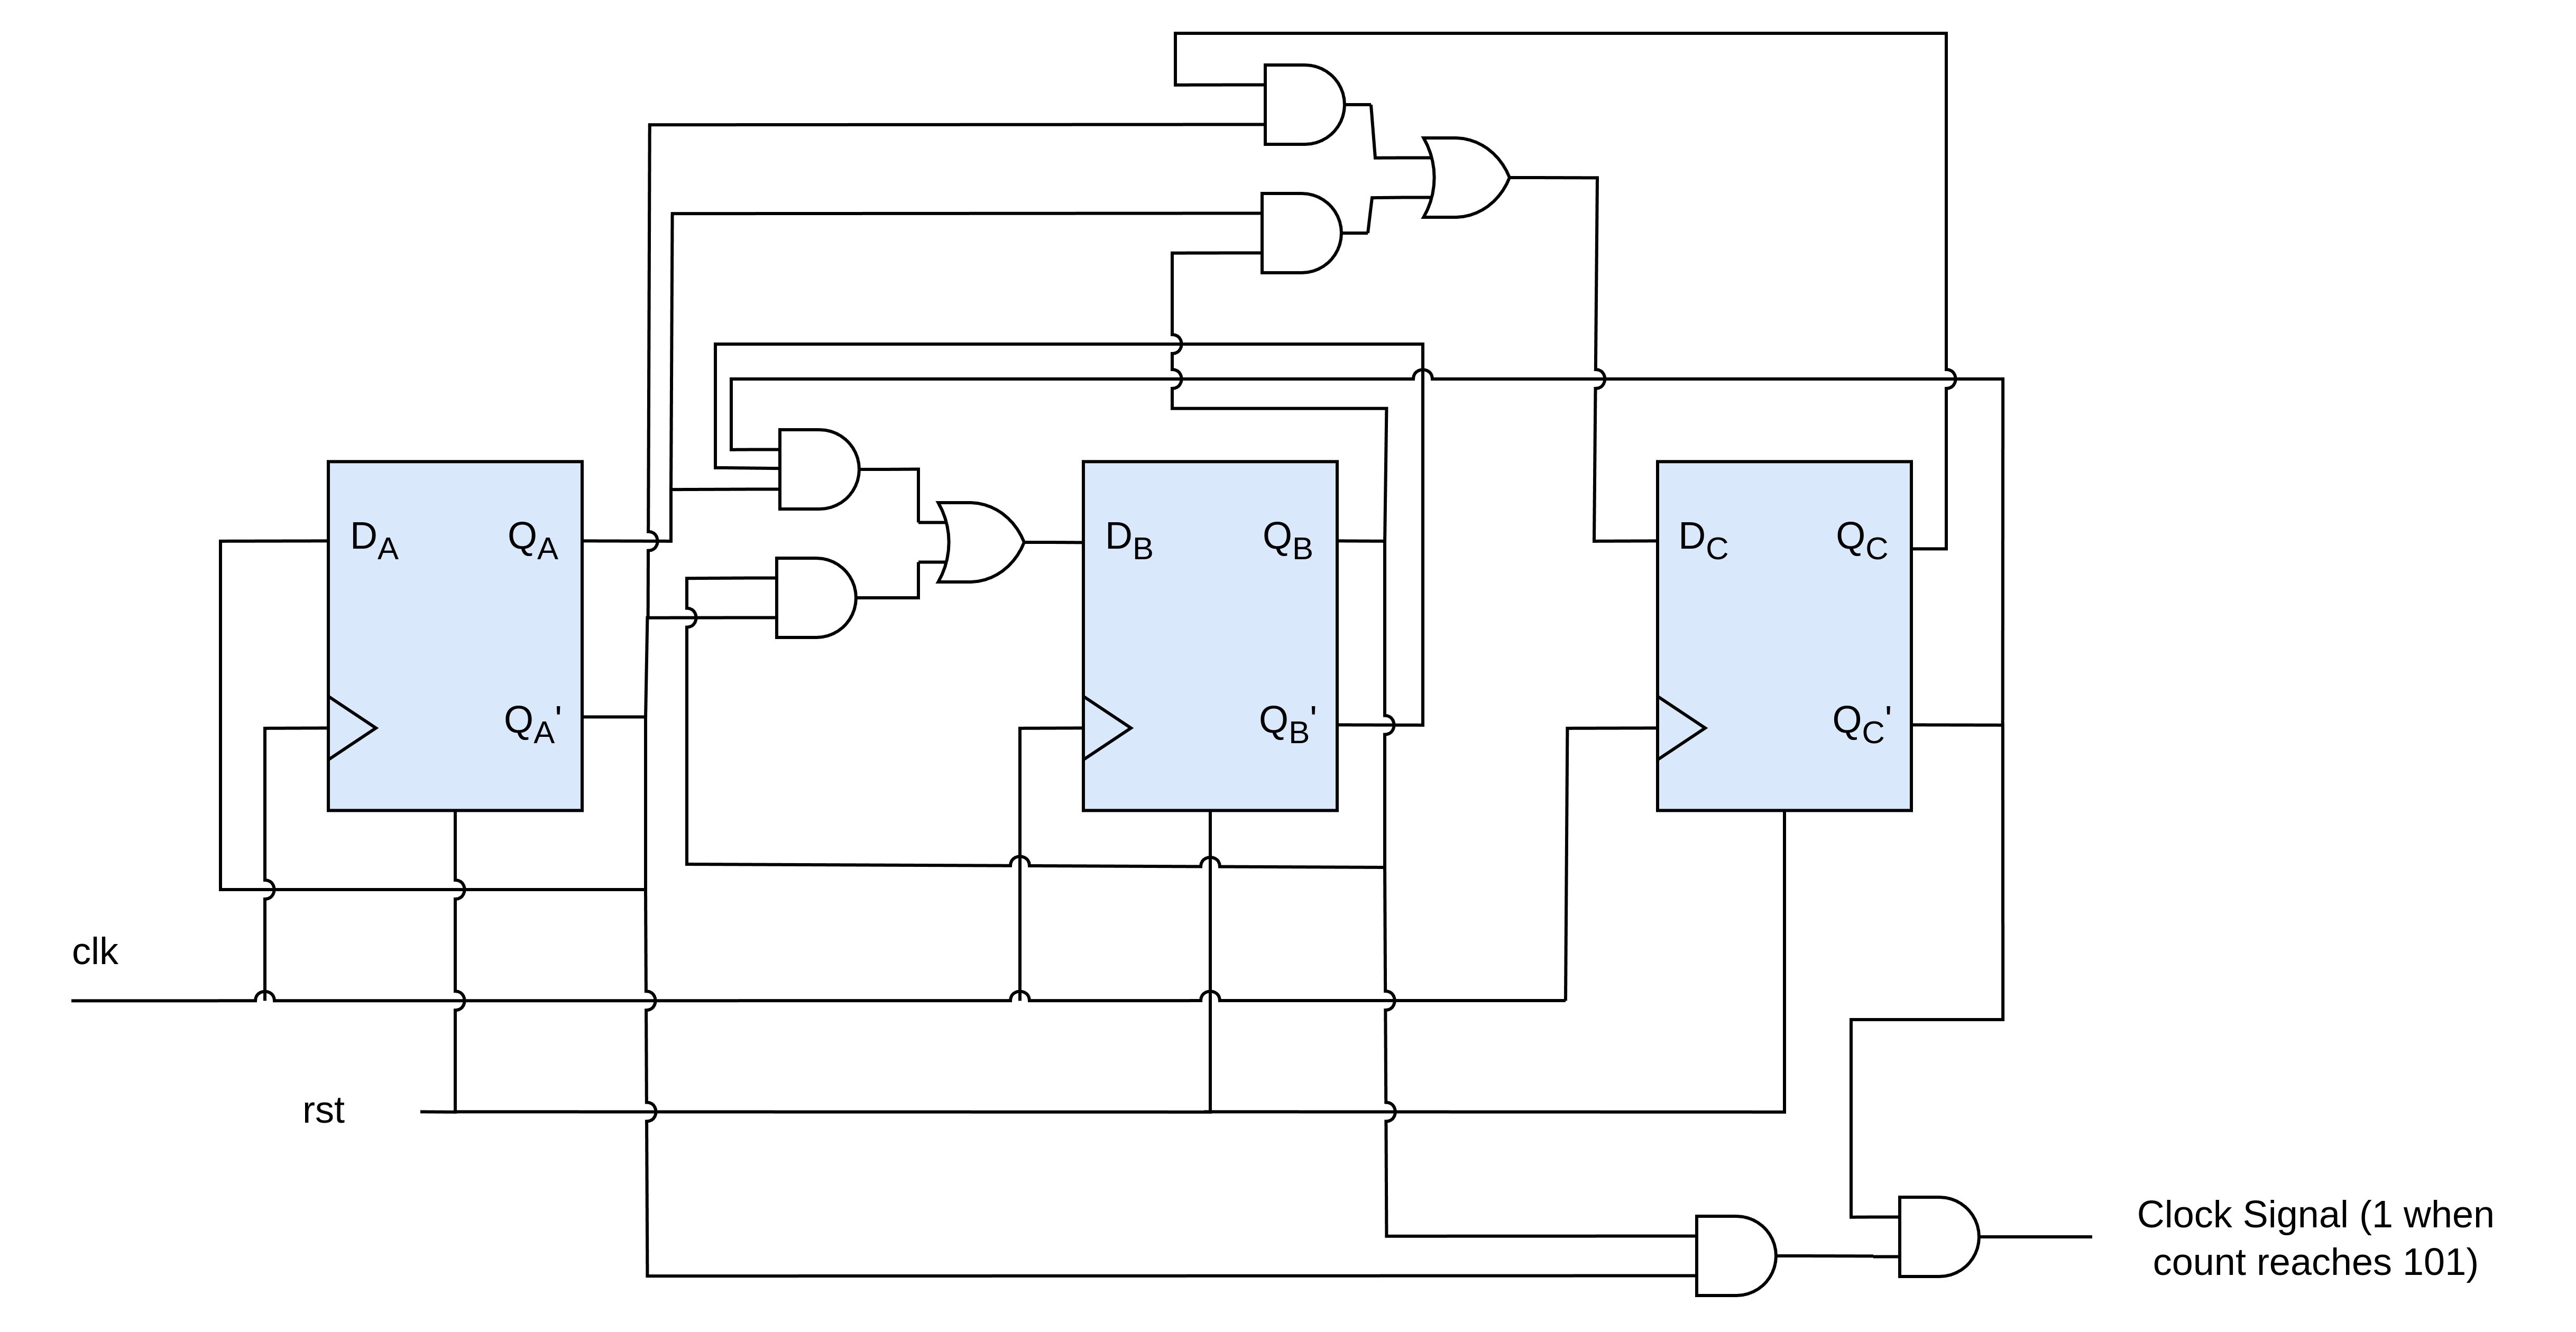 D_A Q_A
D_B Q_B
D_C Q_C
Q_A'
Q_B'
Q_C'
clk
rst
Clock Signal (1 when
count reaches 101)